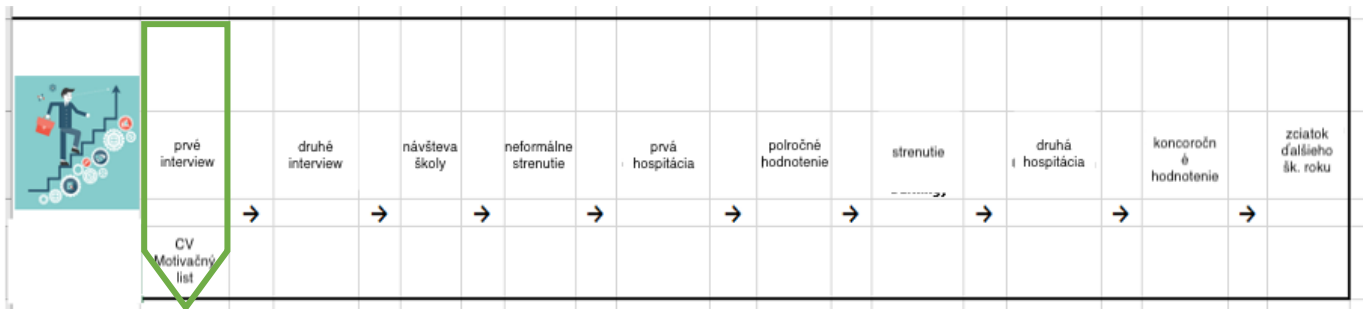 prvé
interview
druhé
interview
návšteva
školy
neformálne
strenutie
prvá
hospitácia
polročné
hodnotenie
strenutie
druhá
hospitácia
koncoročn
é
hodnotenie
zciatok
ďalšieho
šk. roku
→ → → → → → → → →
CV
Motivačný
list